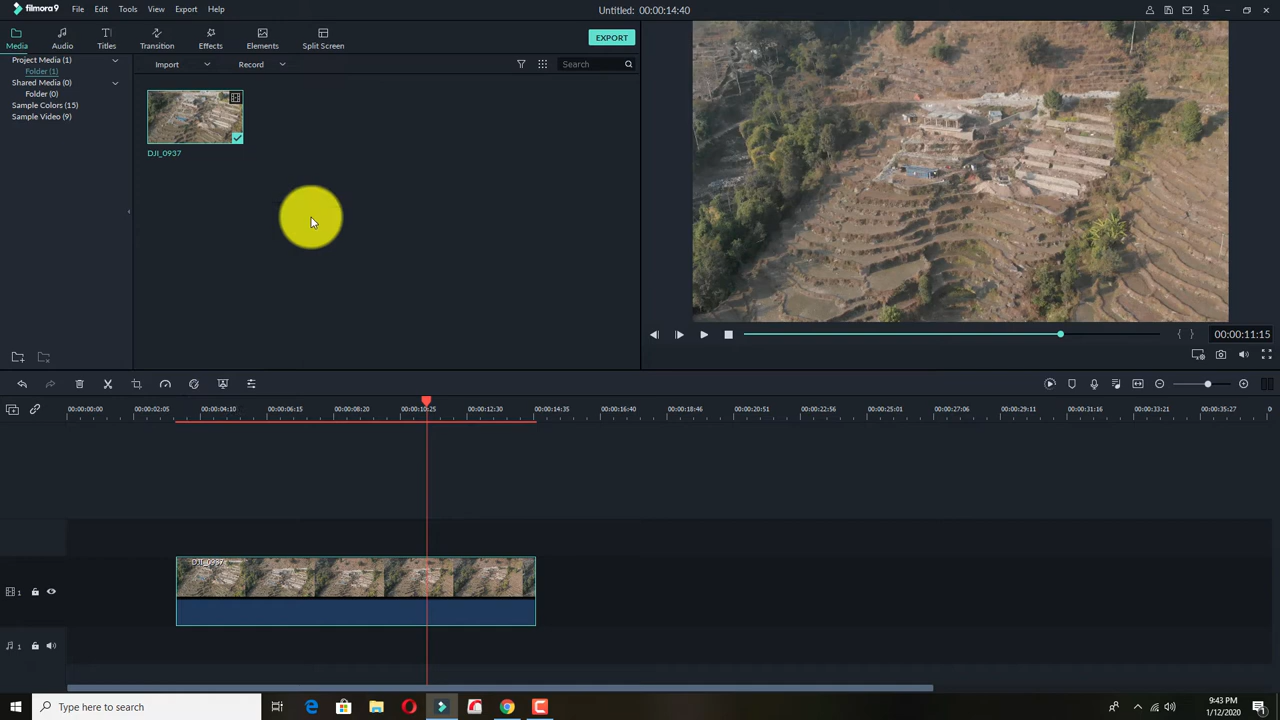 filmora9 File Edit Tools View Export Help Untitled: 00:00:14:40
Media Audio Titles Transition Effects Elements Split Screen EXPORT
Project Media (1)
Folder (1)
Shared Media (0)
Folder (0)
Sample Colors (15)
Sample Video (9)
Import Record Search
DJI_0937
00:00:11:15
00:00:00:00 00:00:02:05 00:00:04:10 00:00:06:15 00:00:08:20 00:00:10:25 00:00:12:30 00:00:14:35 00:00:16:40 00:00:18:46 00:00:20:51 00:00:22:56 00:00:25:01 00:00:27:06 00:00:29:11 00:00:31:16 00:00:33:21 00:00:35:27 0
DJI_0937
1
1
Type here to search
9:43 PM
1/12/2020
1